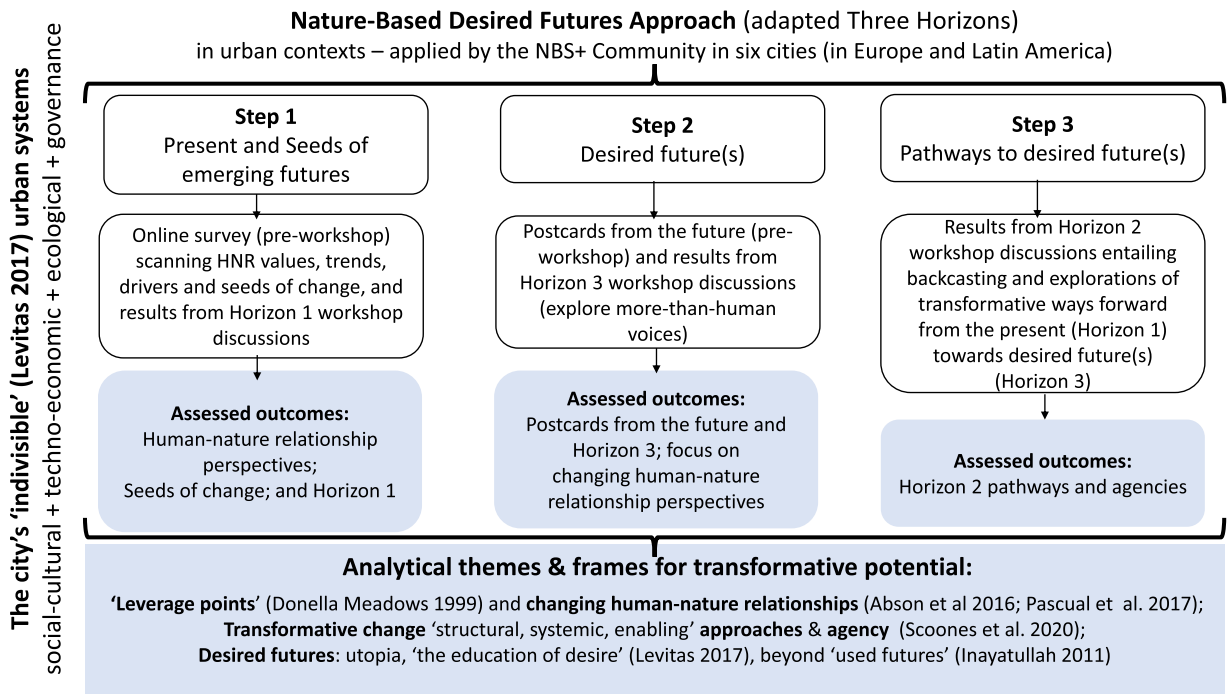 Nature-Based Desired Futures Approach (adapted Three Horizons)
in urban contexts – applied by the NBS+ Community in six cities (in Europe and Latin America)
The city's 'indivisible' (Levitas 2017) urban systems
social-cultural + techno-economic + ecological + governance
Step 1
Present and Seeds of
emerging futures
Online survey (pre-workshop)
scanning HNR values, trends,
drivers and seeds of change, and
results from Horizon 1 workshop
discussions
Assessed outcomes:
Human-nature relationship
perspectives;
Seeds of change; and Horizon 1
Step 2
Desired future(s)
Postcards from the future (pre-
workshop) and results from
Horizon 3 workshop discussions
(explore more-than-human
voices)
Assessed outcomes:
Postcards from the future and
Horizon 3; focus on
changing human-nature
relationship perspectives
Step 3
Pathways to desired future(s)
Results from Horizon 2
workshop discussions entailing
backcasting and explorations of
transformative ways forward
from the present (Horizon 1)
towards desired future(s)
(Horizon 3)
Assessed outcomes:
Horizon 2 pathways and agencies
Analytical themes & frames for transformative potential:
'Leverage points' (Donella Meadows 1999) and changing human-nature relationships (Abson et al 2016; Pascual et al. 2017);
Transformative change 'structural, systemic, enabling' approaches & agency (Scoones et al. 2020);
Desired futures: utopia, 'the education of desire' (Levitas 2017), beyond 'used futures' (Inayatullah 2011)